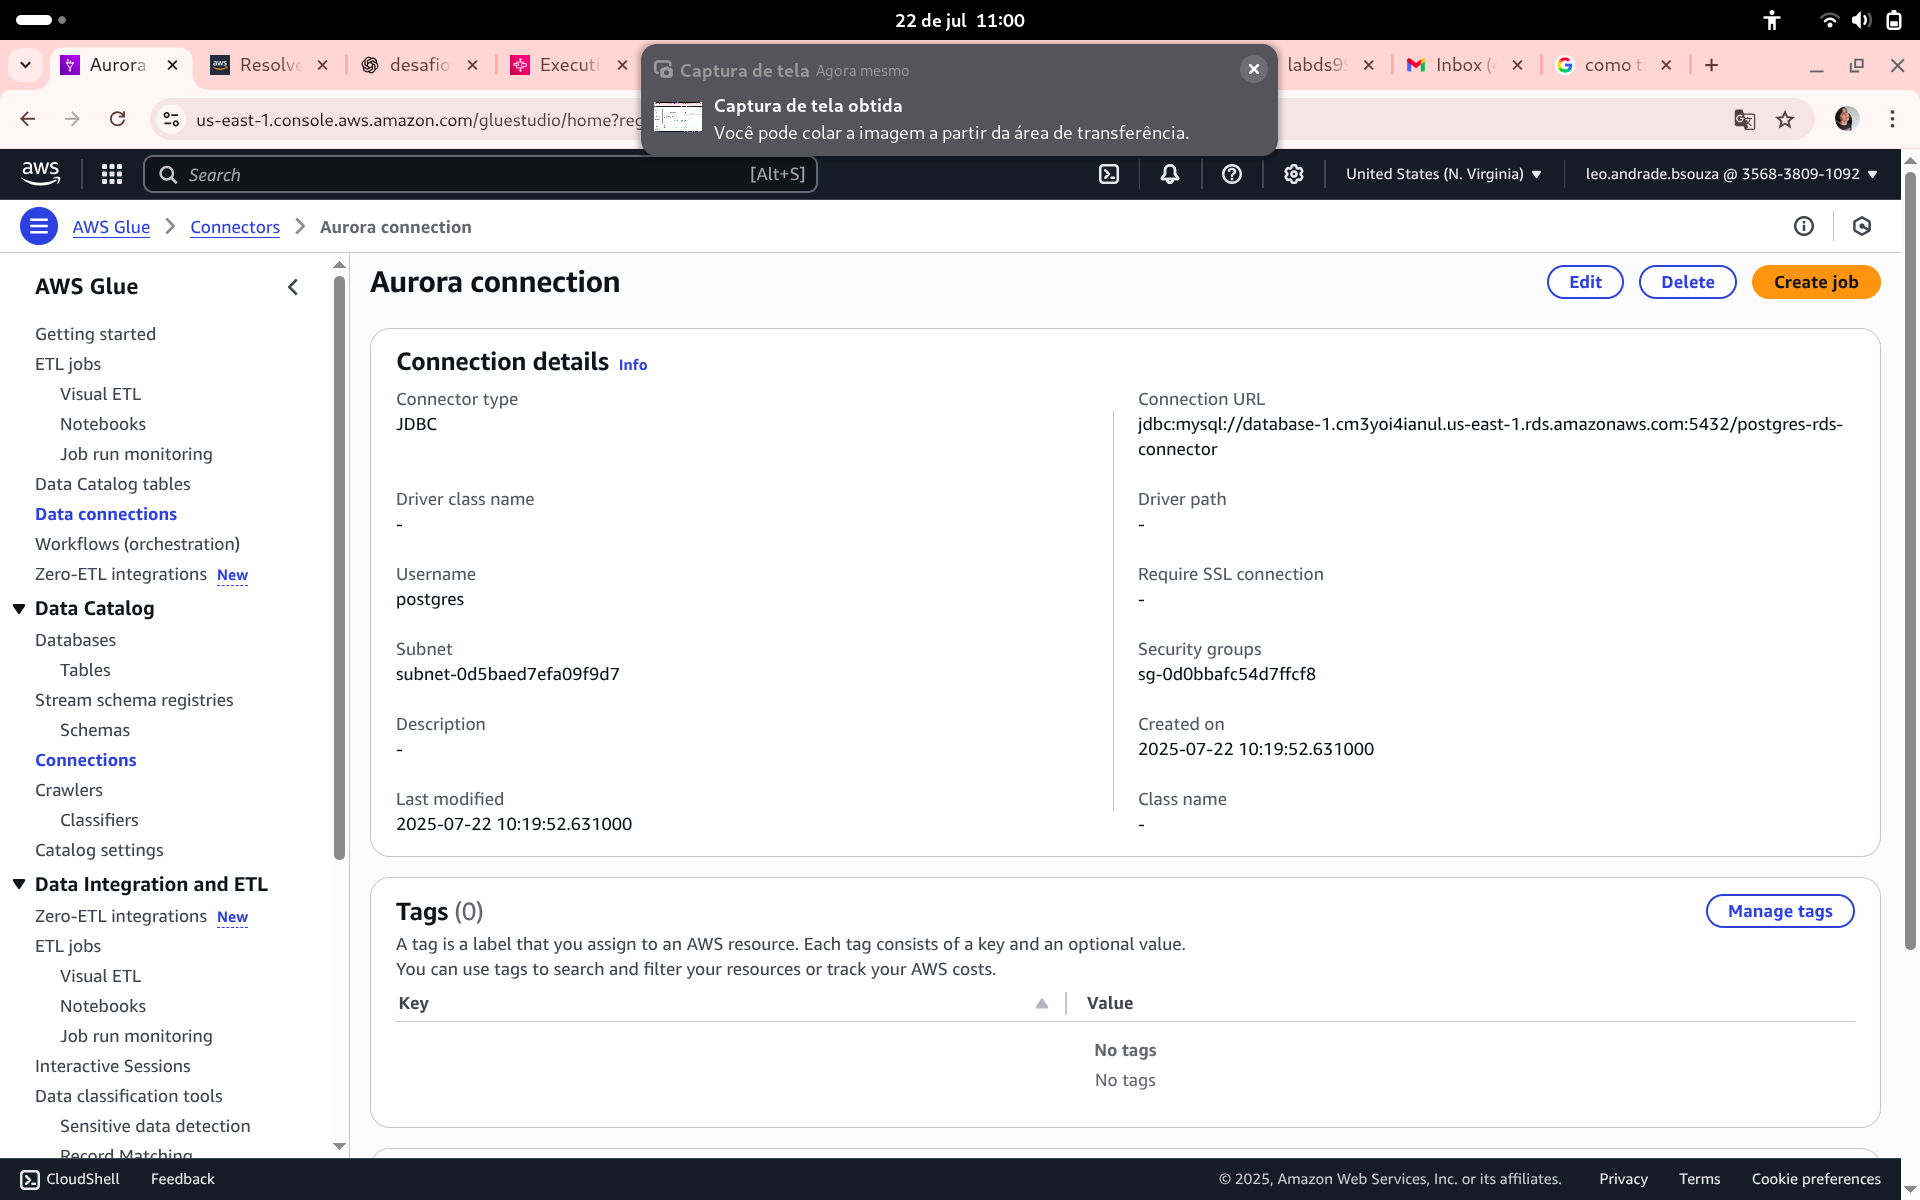 22 de jul 11:00
Aurora
Resolve
desafio
Executi
labds99
Inbox (4
como ti
Captura de tela Agora mesmo
Captura de tela obtida
Você pode colar a imagem a partir da área de transferência.
us-east-1.console.aws.amazon.com/gluestudio/home?reg
aws
Search
[Alt+S]
United States (N. Virginia)
leo.andrade.bsouza @ 3568-3809-1092
AWS Glue
Connectors
Aurora connection
AWS Glue
Getting started
ETL jobs
Visual ETL
Notebooks
Job run monitoring
Data Catalog tables
Data connections
Workflows (orchestration)
Zero-ETL integrations New
Data Catalog
Databases
Tables
Stream schema registries
Schemas
Connections
Crawlers
Classifiers
Catalog settings
Data Integration and ETL
Zero-ETL integrations New
ETL jobs
Visual ETL
Notebooks
Job run monitoring
Interactive Sessions
Data classification tools
Sensitive data detection
Record Matching
Aurora connection
Edit
Delete
Create job
Connection details Info
Connector type
JDBC
Connection URL
jdbc:mysql://database-1.cm3yoi4ianul.us-east-1.rds.amazonaws.com:5432/postgres-rds-
connector
Driver class name
-
Driver path
-
Username
postgres
Require SSL connection
-
Subnet
subnet-0d5baed7efa09f9d7
Security groups
sg-0d0bbafc54d7ffcf8
Description
-
Created on
2025-07-22 10:19:52.631000
Last modified
2025-07-22 10:19:52.631000
Class name
-
Tags (0)
Manage tags
A tag is a label that you assign to an AWS resource. Each tag consists of a key and an optional value.
You can use tags to search and filter your resources or track your AWS costs.
Key
Value
No tags
No tags
CloudShell
Feedback
© 2025, Amazon Web Services, Inc. or its affiliates.
Privacy
Terms
Cookie preferences